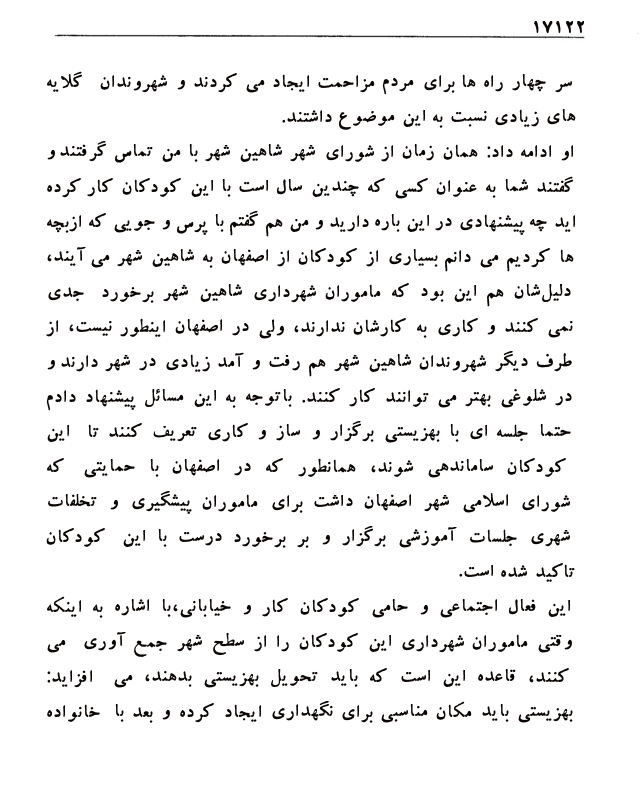 ۱۷۱۲۲
سر چهار راه ها برای مردم مزاحمت ایجاد می کردند و شهروندان گلایه
های زیادی نسبت به این موضوع داشتند.
او ادامه داد: همان زمان از شورای شهر شاهین شهر با من تماس گرفتند و
گفتند شما به عنوان کسی که چندین سال است با این کودکان کار کرده
اید چه پیشنهادی در این باره دارید و من هم گفتم با پرس و جویی که ازبچه
ها کردیم می دانم بسیاری از کودکان از اصفهان به شاهین شهر می آیند،
دلیل‌شان هم این بود که ماموران شهرداری شاهین شهر برخورد جدی
نمی کنند و کاری به کارشان ندارند، ولی در اصفهان اینطور نیست، از
طرف دیگر شهروندان شاهین شهر هم رفت و آمد زیادی در شهر دارند و
در شلوغی بهتر می توانند کار کنند. باتوجه به این مسائل پیشنهاد دادم
حتما جلسه ای با بهزیستی برگزار و ساز و کاری تعریف کنند تا این
کودکان ساماندهی شوند، همانطور که در اصفهان با حمایتی که
شورای اسلامی شهر اصفهان داشت برای ماموران پیشگیری و تخلفات
شهری جلسات آموزشی برگزار و بر برخورد درست با این کودکان
تاکید شده است.
این فعال اجتماعی و حامی کودکان کار و خیابانی،با اشاره به اینکه
وقتی ماموران شهرداری این کودکان را از سطح شهر جمع آوری می
کنند، قاعده این است که باید تحویل بهزیستی بدهند، می افزاید:
بهزیستی باید مکان مناسبی برای نگهداری ایجاد کرده و بعد با خانواده